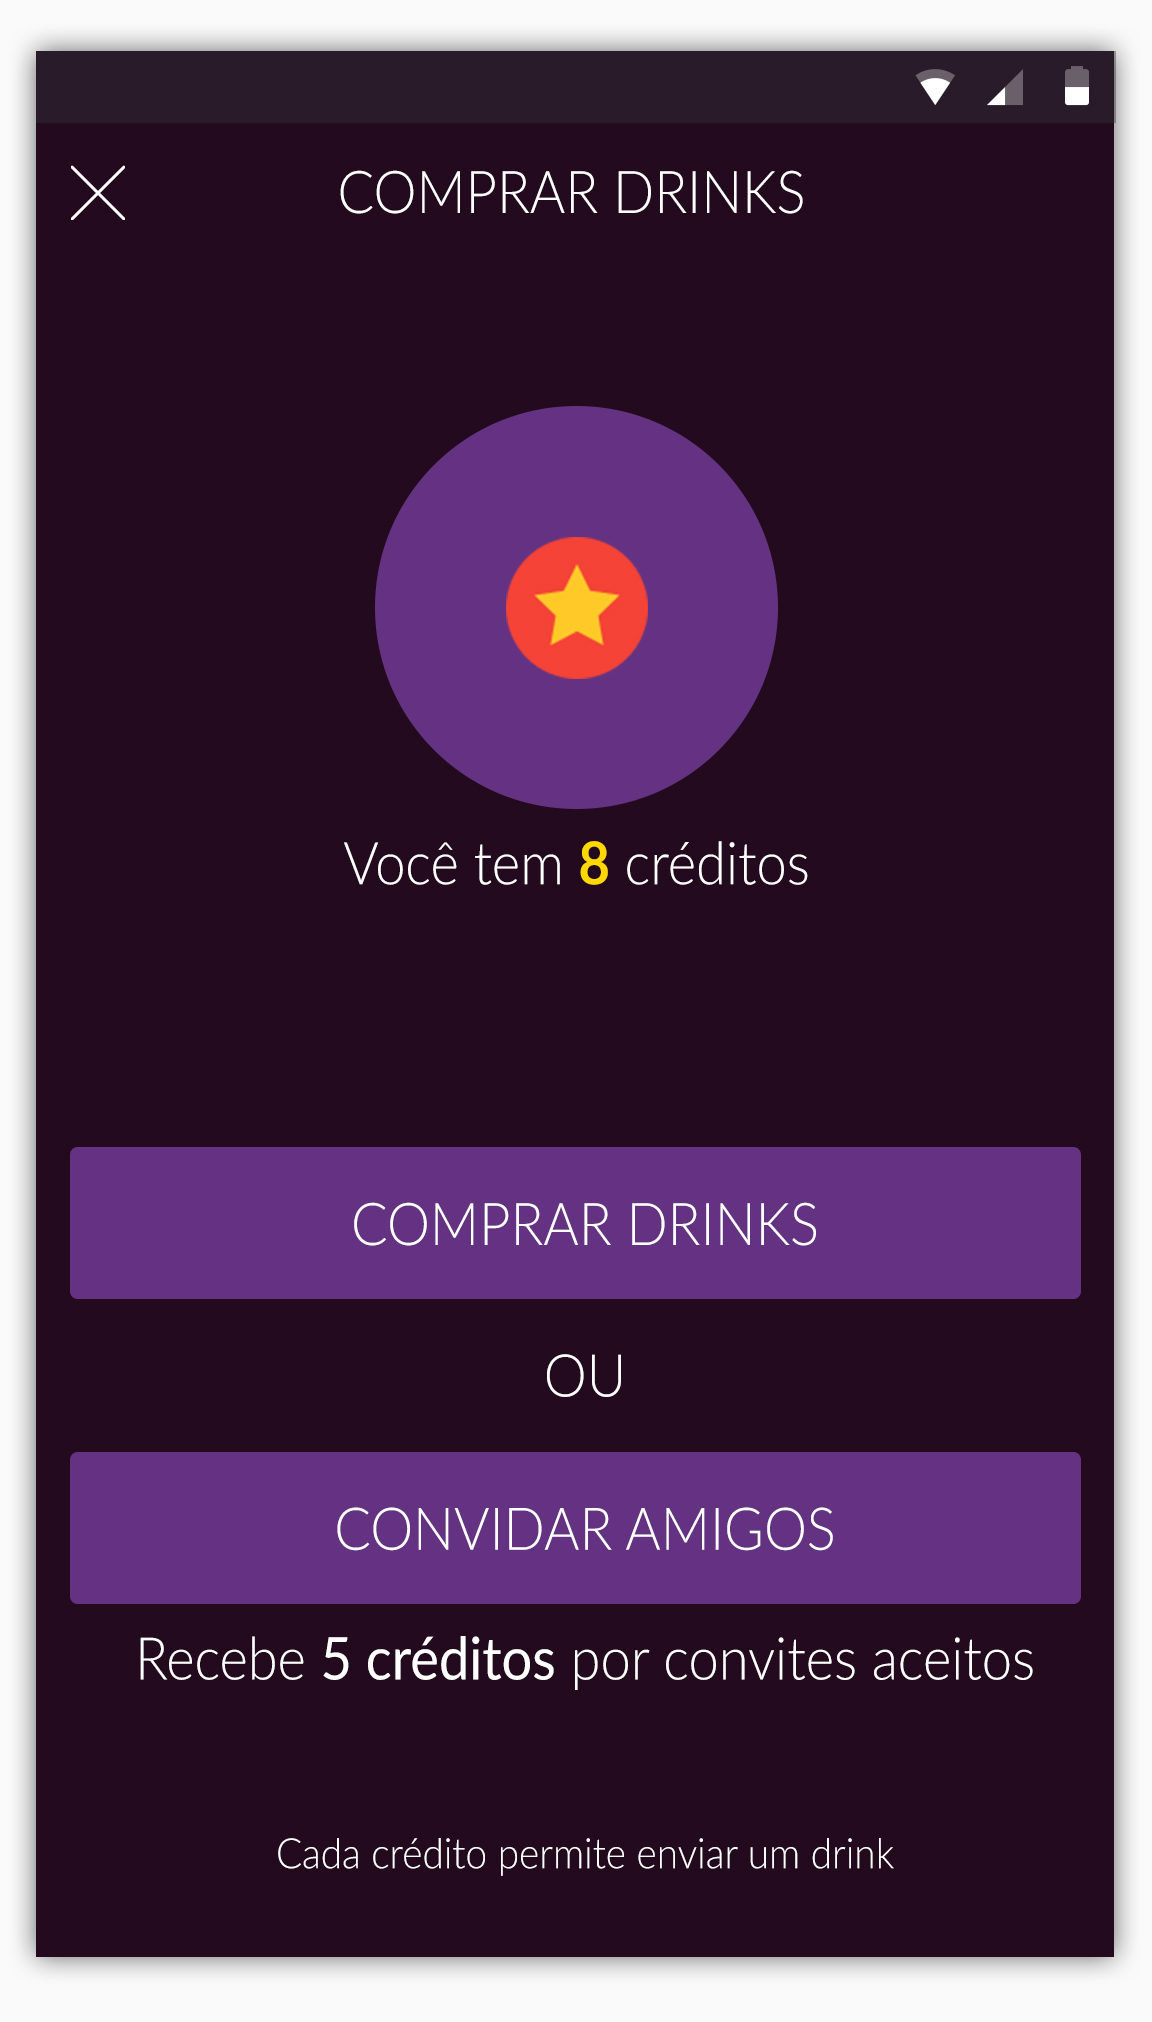 COMPRAR DRINKS
Você tem 8 créditos
COMPRAR DRINKS
OU
CONVIDAR AMIGOS
Recebe 5 créditos por convites aceitos
Cada crédito permite enviar um drink